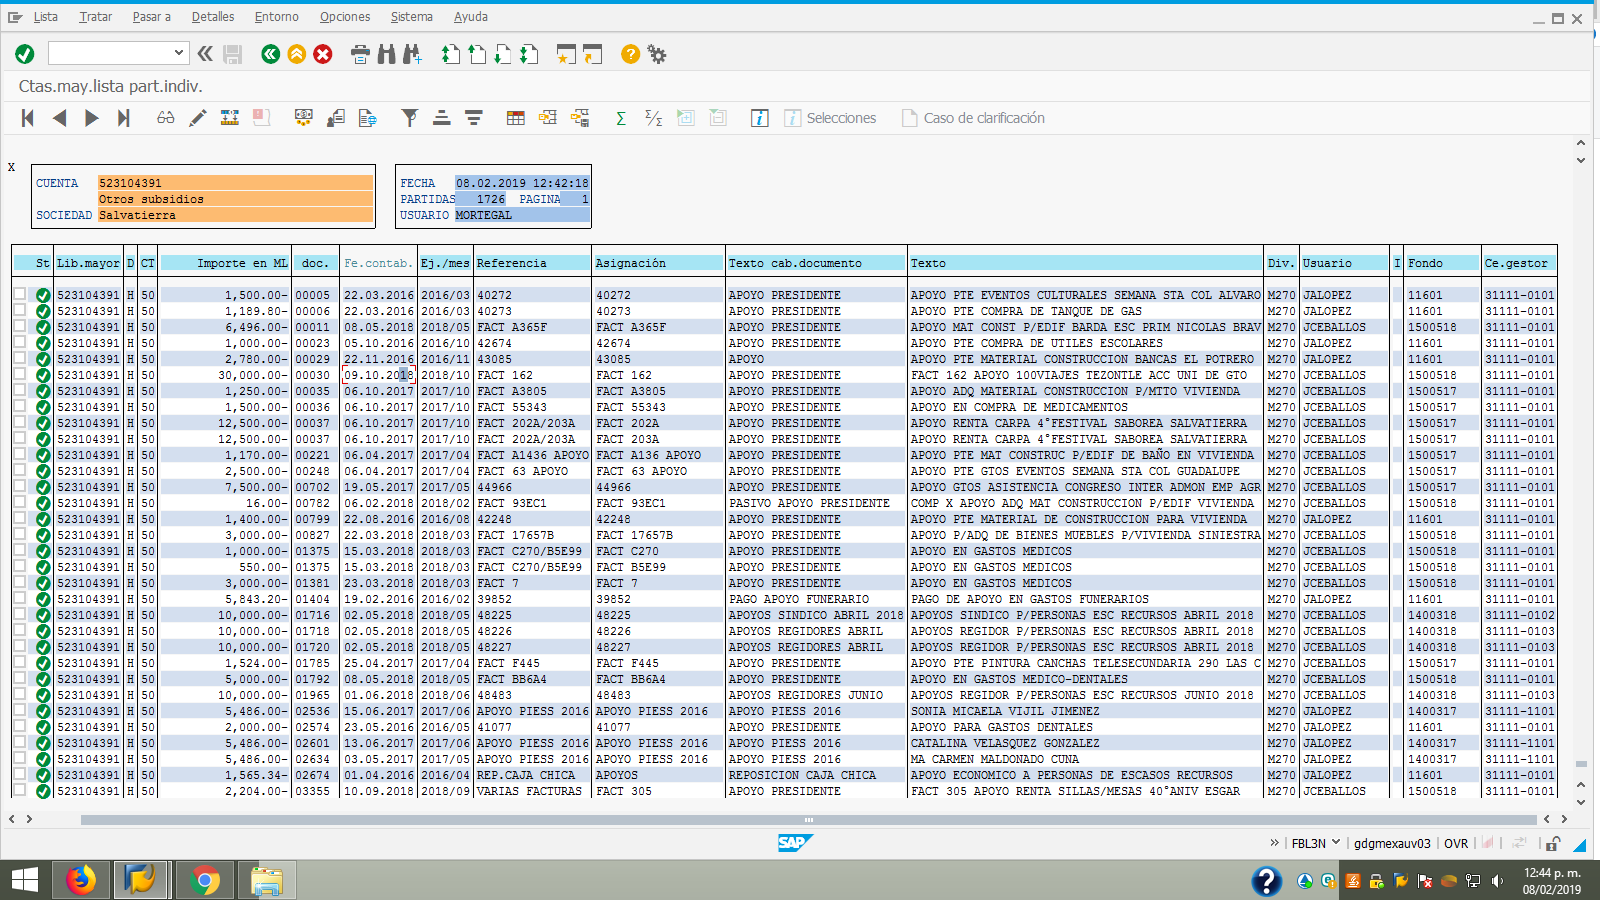 Lista Tratar Pasar a Detalles Entorno Opciones Sistema Ayuda
Ctas.may.lista part.indiv.
Selecciones Caso de clarificación
X
CUENTA 523104391
Otros subsidios
SOCIEDAD Salvatierra
FECHA 08.02.2019 12:42:18
PARTIDAS 1726 PAGINA 1
USUARIO MORTEGAL
St Lib.mayor D CT Importe en ML doc. Fe.contab. Ej./mes Referencia Asignación Texto cab.documento Texto Div. Usuario I Fondo Ce.gestor
523104391 H 50 1,500.00- 00005 22.03.2016 2016/03 40272 40272 APOYO PRESIDENTE APOYO PTE EVENTOS CULTURALES SEMANA STA COL ALVARO M270 JALOPEZ 11601 31111-0101
523104391 H 50 1,189.80- 00006 22.03.2016 2016/03 40273 40273 APOYO PRESIDENTE APOYO PTE COMPRA DE TANQUE DE GAS M270 JALOPEZ 11601 31111-0101
523104391 H 50 6,496.00- 00011 08.05.2018 2018/05 FACT A365F FACT A365F APOYO PRESIDENTE APOYO MAT CONST P/EDIF BARDA ESC PRIM NICOLAS BRAV M270 JCEBALLOS 1500518 31111-0101
523104391 H 50 1,000.00- 00023 05.10.2016 2016/10 42674 42674 APOYO PRESIDENTE APOYO PTE COMPRA DE UTILES ESCOLARES M270 JALOPEZ 11601 31111-0101
523104391 H 50 2,780.00- 00029 22.11.2016 2016/11 43085 43085 APOYO APOYO PTE MATERIAL CONSTRUCCION BANCAS EL POTRERO M270 JALOPEZ 11601 31111-0101
523104391 H 50 30,000.00- 00030 09.10.2018 2018/10 FACT 162 FACT 162 APOYO PRESIDENTE FACT 162 APOYO 100VIAJES TEZONTLE ACC UNI DE GTO M270 JCEBALLOS 1500518 31111-0101
523104391 H 50 1,250.00- 00035 06.10.2017 2017/10 FACT A3805 FACT A3805 APOYO PRESIDENTE APOYO ADQ MATERIAL CONSTRUCCION P/MTTO VIVIENDA M270 JCEBALLOS 1500517 31111-0101
523104391 H 50 1,500.00- 00036 06.10.2017 2017/10 FACT 55343 FACT 55343 APOYO PRESIDENTE APOYO EN COMPRA DE MEDICAMENTOS M270 JCEBALLOS 1500517 31111-0101
523104391 H 50 12,500.00- 00037 06.10.2017 2017/10 FACT 202A/203A FACT 202A APOYO PRESIDENTE APOYO RENTA CARPA 4°FESTIVAL SABOREA SALVATIERRA M270 JCEBALLOS 1500517 31111-0101
523104391 H 50 12,500.00- 00037 06.10.2017 2017/10 FACT 202A/203A FACT 203A APOYO PRESIDENTE APOYO RENTA CARPA 4°FESTIVAL SABOREA SALVATIERRA M270 JCEBALLOS 1500517 31111-0101
523104391 H 50 1,170.00- 00221 06.04.2017 2017/04 FACT A1436 APOYO FACT A136 APOYO APOYO PRESIDENTE APOYO PTE MAT CONSTRUC P/EDIF DE BAÑO EN VIVIENDA M270 JCEBALLOS 1500517 31111-0101
523104391 H 50 2,500.00- 00248 06.04.2017 2017/04 FACT 63 APOYO FACT 63 APOYO APOYO PRESIDENTE APOYO PTE GTOS EVENTOS SEMANA STA COL GUADALUPE M270 JCEBALLOS 1500517 31111-0101
523104391 H 50 7,500.00- 00702 19.05.2017 2017/05 44966 44966 APOYO PRESIDENTE APOYO GTOS ASISTENCIA CONGRESO INTER ADMON EMP AGR M270 JCEBALLOS 1500517 31111-0101
523104391 H 50 16.00- 00782 06.02.2018 2018/02 FACT 93EC1 FACT 93EC1 PASIVO APOYO PRESIDENTE COMP X APOYO ADQ MAT CONSTRUCCION P/EDIF VIVIENDA M270 JCEBALLOS 1500518 31111-0101
523104391 H 50 1,400.00- 00799 22.08.2016 2016/08 42248 42248 APOYO PRESIDENTE APOYO PTE MATERIAL DE CONSTRUCCION PARA VIVIENDA M270 JALOPEZ 11601 31111-0101
523104391 H 50 3,000.00- 00827 22.03.2018 2018/03 FACT 17657B FACT 17657B APOYO PRESIDENTE APOYO P/ADQ DE BIENES MUEBLES P/VIVIENDA SINIESTRA M270 JCEBALLOS 1500518 31111-0101
523104391 H 50 1,000.00- 01375 15.03.2018 2018/03 FACT C270/B5E99 FACT C270 APOYO PRESIDENTE APOYO EN GASTOS MEDICOS M270 JCEBALLOS 1500518 31111-0101
523104391 H 50 550.00- 01375 15.03.2018 2018/03 FACT C270/B5E99 FACT B5E99 APOYO PRESIDENTE APOYO EN GASTOS MEDICOS M270 JCEBALLOS 1500518 31111-0101
523104391 H 50 3,000.00- 01381 23.03.2018 2018/03 FACT 7 FACT 7 APOYO PRESIDENTE APOYO EN GASTOS MEDICOS M270 JCEBALLOS 1500518 31111-0101
523104391 H 50 5,843.20- 01404 19.02.2016 2016/02 39852 39852 PAGO APOYO FUNERARIO PAGO DE APOYO EN GASTOS FUNERARIOS M270 JALOPEZ 11601 31111-0101
523104391 H 50 10,000.00- 01716 02.05.2018 2018/05 48225 48225 APOYOS SINDICO ABRIL 2018 APOYOS SINDICO P/PERSONAS ESC RECURSOS ABRIL 2018 M270 JCEBALLOS 1400318 31111-0102
523104391 H 50 10,000.00- 01718 02.05.2018 2018/05 48226 48226 APOYOS REGIDORES ABRIL APOYOS REGIDOR P/PERSONAS ESC RECURSOS ABRIL 2018 M270 JCEBALLOS 1400318 31111-0103
523104391 H 50 10,000.00- 01720 02.05.2018 2018/05 48227 48227 APOYOS REGIDORES ABRIL APOYOS REGIDOR P/PERSONAS ESC RECURSOS ABRIL 2018 M270 JCEBALLOS 1400318 31111-0103
523104391 H 50 1,524.00- 01785 25.04.2017 2017/04 FACT F445 FACT F445 APOYO PRESIDENTE APOYO PTE PINTURA CANCHAS TELESECUNDARIA 290 LAS C M270 JCEBALLOS 1500517 31111-0101
523104391 H 50 5,000.00- 01792 08.05.2018 2018/05 FACT BB6A4 FACT BB6A4 APOYO PRESIDENTE APOYO EN GASTOS MEDICO-DENTALES M270 JCEBALLOS 1500518 31111-0101
523104391 H 50 10,000.00- 01965 01.06.2018 2018/06 48483 48483 APOYOS REGIDORES JUNIO APOYOS REGIDOR P/PERSONAS ESC RECURSOS JUNIO 2018 M270 JCEBALLOS 1400318 31111-0103
523104391 H 50 5,486.00- 02536 15.06.2017 2017/06 APOYO PIESS 2016 APOYO PIESS 2016 APOYO PIESS 2016 SONIA MICAELA VIJIL JIMENEZ M270 JALOPEZ 1400317 31111-1101
523104391 H 50 2,000.00- 02574 23.05.2016 2016/05 41077 41077 APOYO PRESIDENTE APOYO PARA GASTOS DENTALES M270 JALOPEZ 11601 31111-0101
523104391 H 50 5,486.00- 02601 13.06.2017 2017/06 APOYO PIESS 2016 APOYO PIESS 2016 APOYO PIESS 2016 CATALINA VELASQUEZ GONZALEZ M270 JALOPEZ 1400317 31111-1101
523104391 H 50 5,486.00- 02634 03.05.2017 2017/05 APOYO PIESS 2016 APOYO PIESS 2016 APOYO PIESS 2016 MA CARMEN MALDONADO CUNA M270 JALOPEZ 1400317 31111-1101
523104391 H 50 1,565.34- 02674 01.04.2016 2016/04 REP.CAJA CHICA APOYOS REPOSICION CAJA CHICA APOYO ECONOMICO A PERSONAS DE ESCASOS RECURSOS M270 JALOPEZ 11601 31111-0101
523104391 H 50 2,204.00- 03355 10.09.2018 2018/09 VARIAS FACTURAS FACT 305 APOYO PRESIDENTE FACT 305 APOYO RENTA SILLAS/MESAS 40°ANIV ESGAR M270 JCEBALLOS 1500518 31111-0101
SAP
FBL3N gdgmexauv03 OVR
12:44 p. m.
08/02/2019